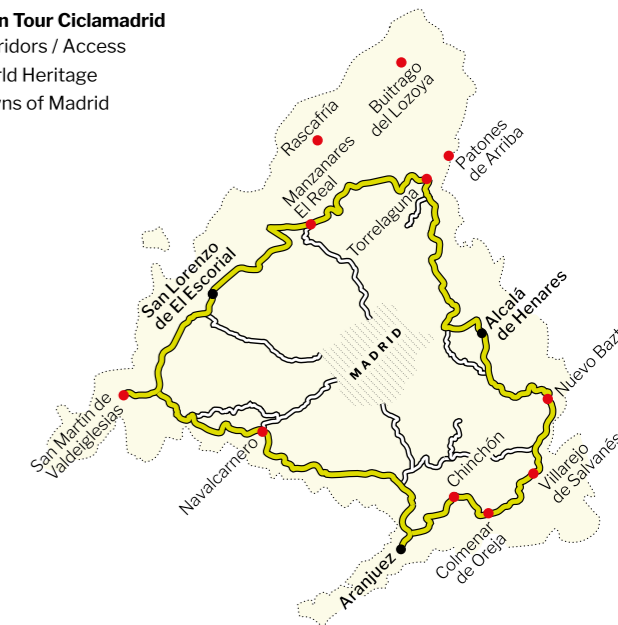 n Tour Ciclamadrid
ridors / Access
rld Heritage
wns of Madrid
Buitrago
del Lozoya
Rascafría
Patones
de Arriba
Manzanares
El Real
Torrelaguna
San Lorenzo
de El Escorial
Alcalá
de Henares
MADRID
Nuevo Bazt
San Martín de
Valdeiglesias
Navalcarnero
Chinchón
Villarejo
de Salvanés
Colmenar
de Oreja
Aranjuez